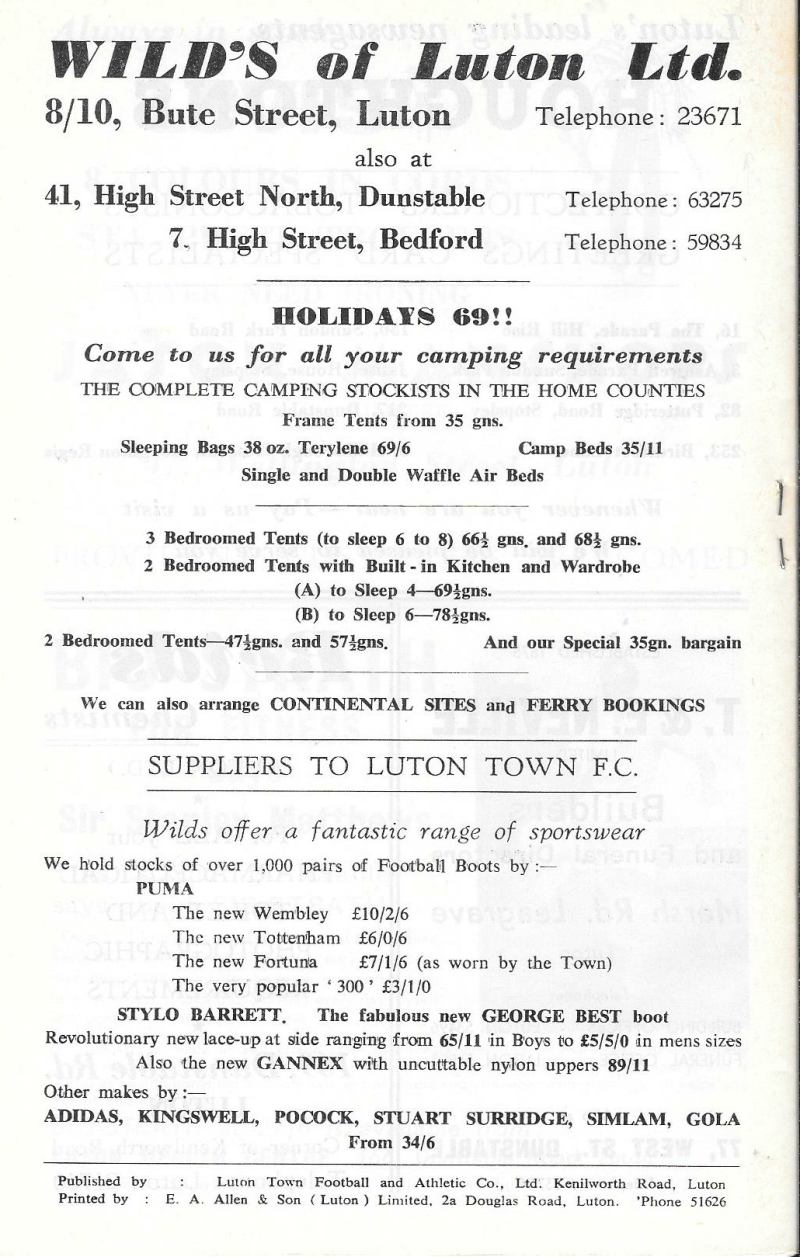 WILD'S of Luton Ltd.
8/10, Bute Street, Luton Telephone: 23671
also at
41, High Street North, Dunstable Telephone: 63275
7, High Street, Bedford Telephone: 59834
HOLIDAYS 69!!
Come to us for all your camping requirements
THE COMPLETE CAMPING STOCKISTS IN THE HOME COUNTIES
Frame Tents from 35 gns.
Sleeping Bags 38 oz. Terylene 69/6 Camp Beds 35/11
Single and Double Waffle Air Beds
3 Bedroomed Tents (to sleep 6 to 8) 66½ gns. and 68½ gns.
2 Bedroomed Tents with Built-in Kitchen and Wardrobe
(A) to Sleep 4—69½gns.
(B) to Sleep 6—78½gns.
2 Bedroomed Tents—47½gns. and 57½gns. And our Special 35gn. bargain
We can also arrange CONTINENTAL SITES and FERRY BOOKINGS
SUPPLIERS TO LUTON TOWN F.C.
Wilds offer a fantastic range of sportswear
We hold stocks of over 1,000 pairs of Football Boots by :—
PUMA
The new Wembley £10/2/6
The new Tottenham £6/0/6
The new Fortuna £7/1/6 (as worn by the Town)
The very popular ' 300 ' £3/1/0
STYLO BARRETT. The fabulous new GEORGE BEST boot
Revolutionary new lace-up at side ranging from 65/11 in Boys to £5/5/0 in mens sizes
Also the new GANNEX with uncuttable nylon uppers 89/11
Other makes by :—
ADIDAS, KINGSWELL, POCOCK, STUART SURRIDGE, SIMLAM, GOLA
From 34/6
Published by : Luton Town Football and Athletic Co., Ltd. Kenilworth Road, Luton
Printed by : E. A. Allen & Son ( Luton ) Limited, 2a Douglas Road, Luton. 'Phone 51626